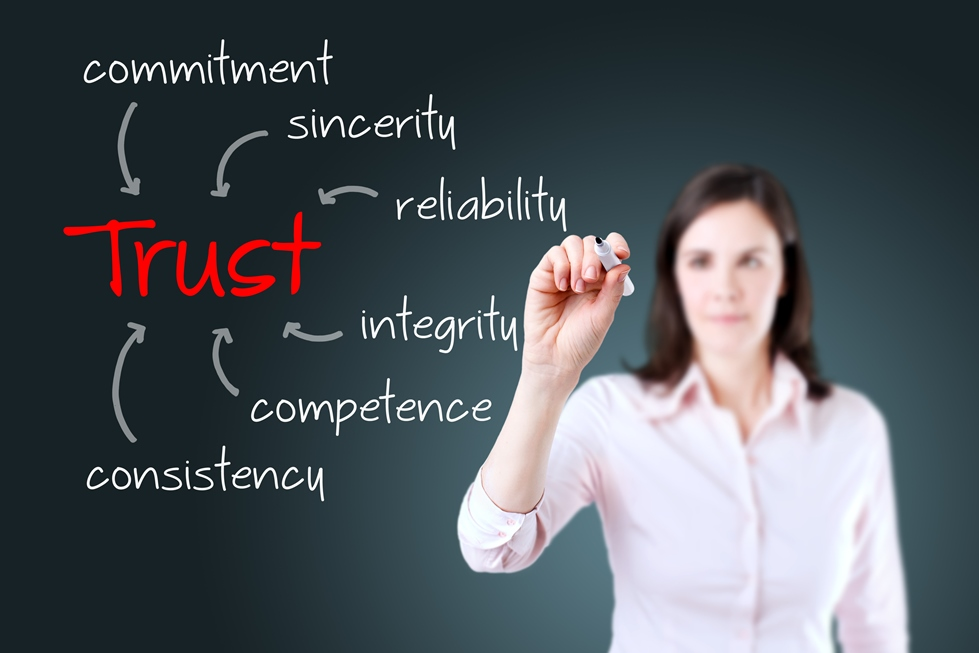 commitment
sincerity
reliability
Trust
integrity
competence
consistency